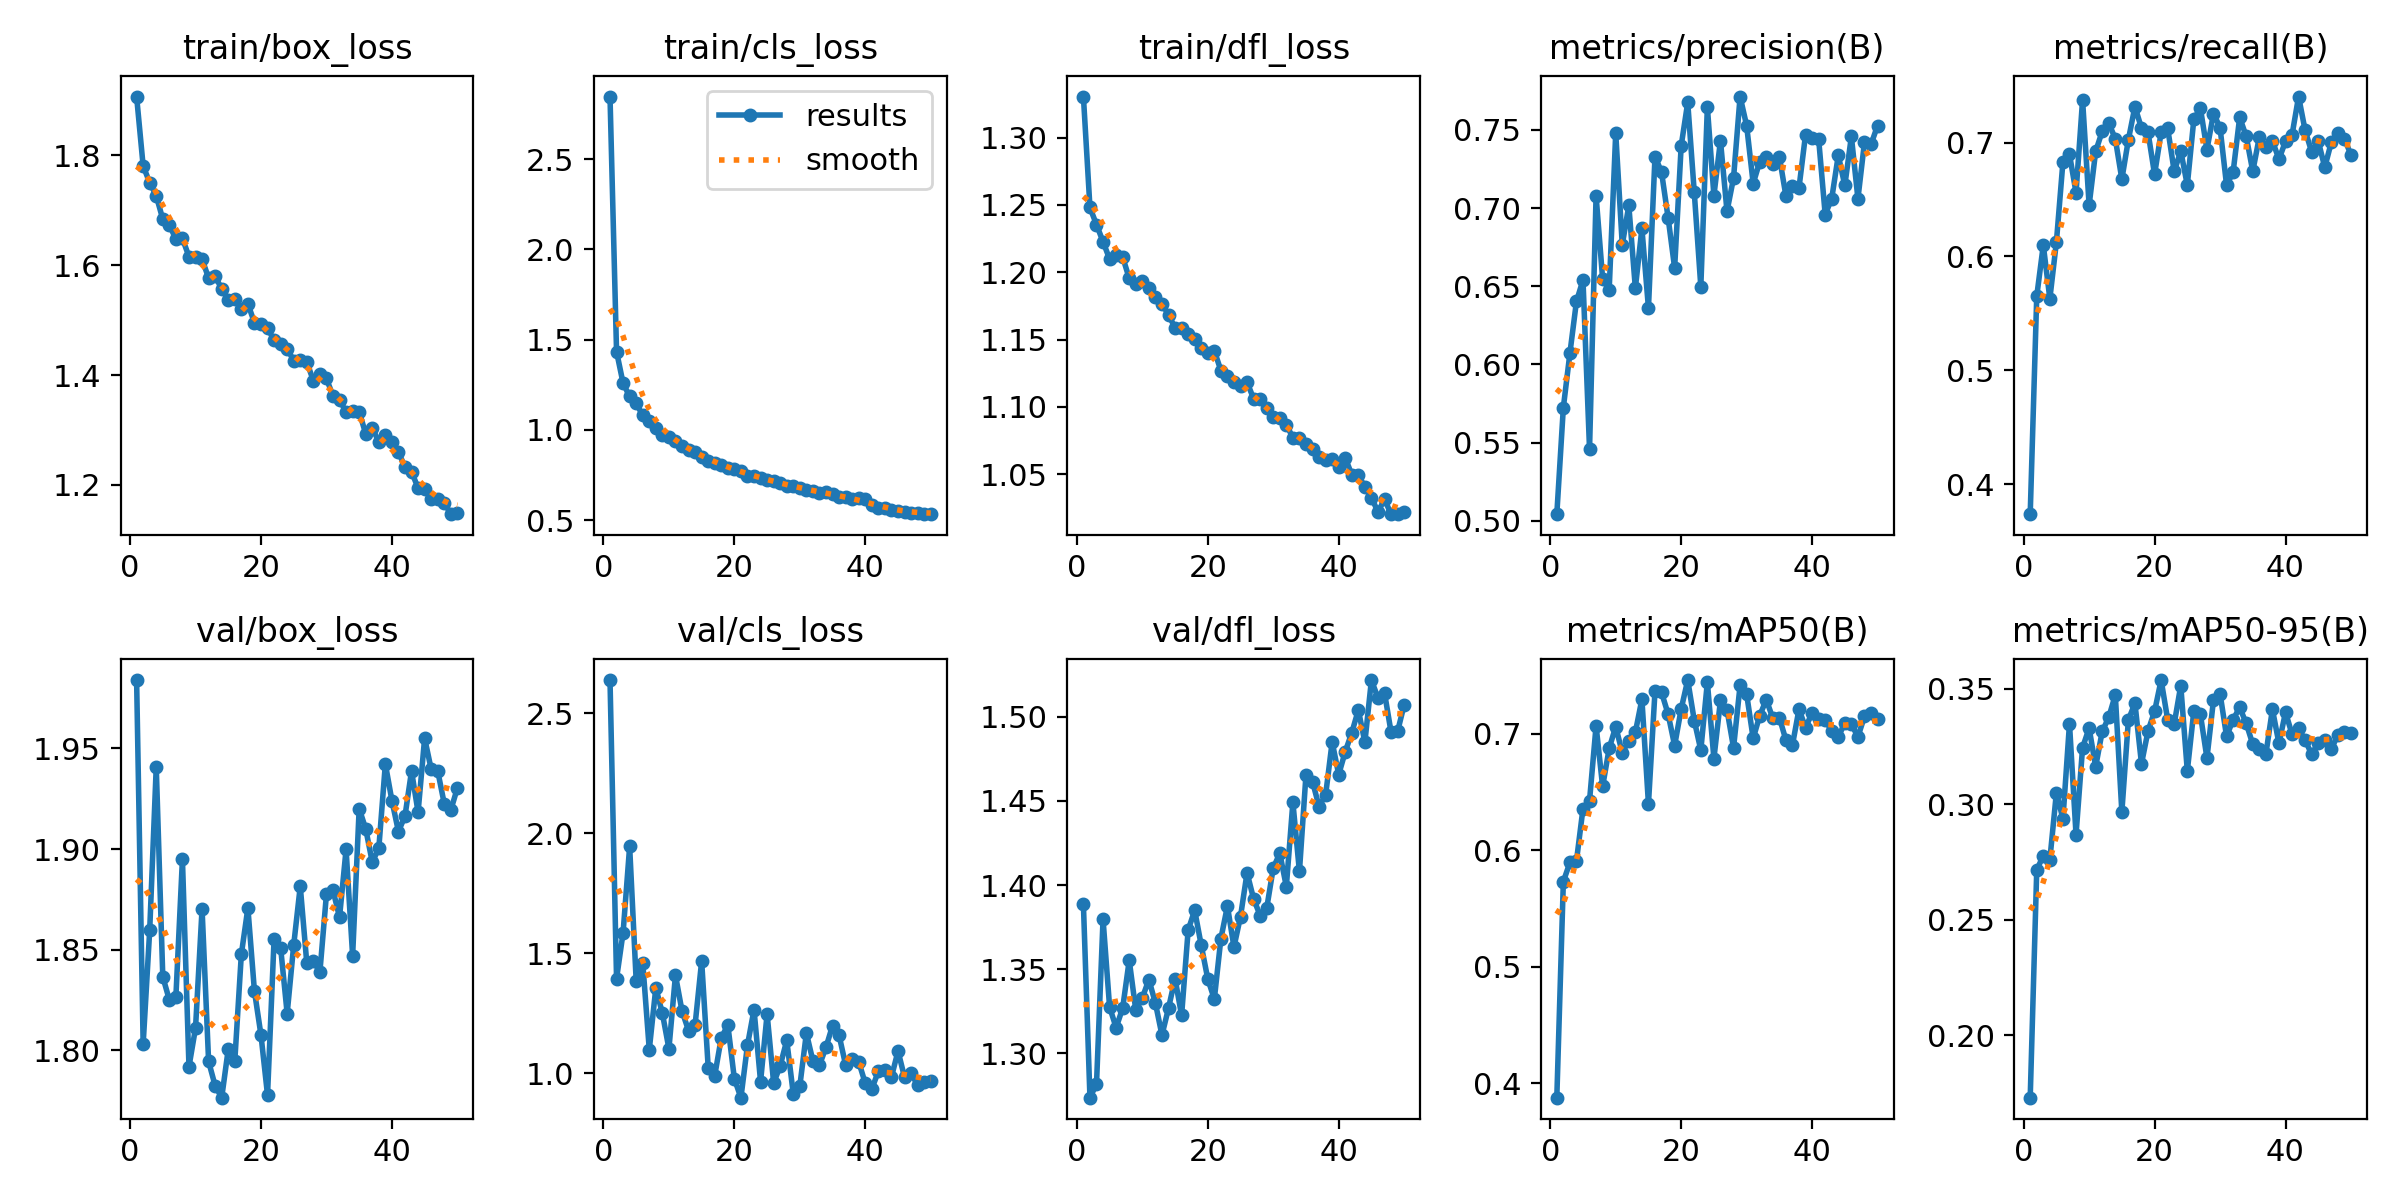 train/box_loss
1.8
1.6
1.4
1.2
0 20 40
train/cls_loss
results
smooth
2.5
2.0
1.5
1.0
0.5
0 20 40
train/dfl_loss
1.30
1.25
1.20
1.15
1.10
1.05
0 20 40
metrics/precision(B)
0.75
0.70
0.65
0.60
0.55
0.50
0 20 40
metrics/recall(B)
0.7
0.6
0.5
0.4
0 20 40
val/box_loss
1.95
1.90
1.85
1.80
0 20 40
val/cls_loss
2.5
2.0
1.5
1.0
0 20 40
val/dfl_loss
1.50
1.45
1.40
1.35
1.30
0 20 40
metrics/mAP50(B)
0.7
0.6
0.5
0.4
0 20 40
metrics/mAP50-95(B)
0.35
0.30
0.25
0.20
0 20 40